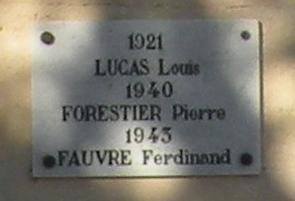 1921
LUCAS Louis
1940
FORESTIER Pierre
1943
FAUVRE Ferdinand